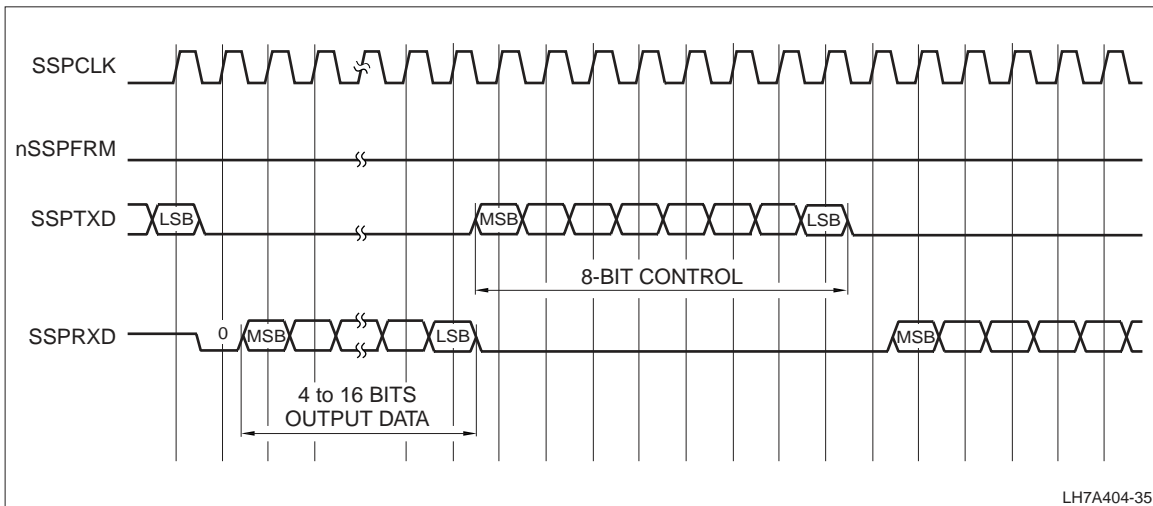 SSPCLK
nSSPFRM
SSPTXD
LSB
MSB
LSB
8-BIT CONTROL
SSPRXD
0
MSB
LSB
MSB
4 to 16 BITS
OUTPUT DATA
LH7A404-35